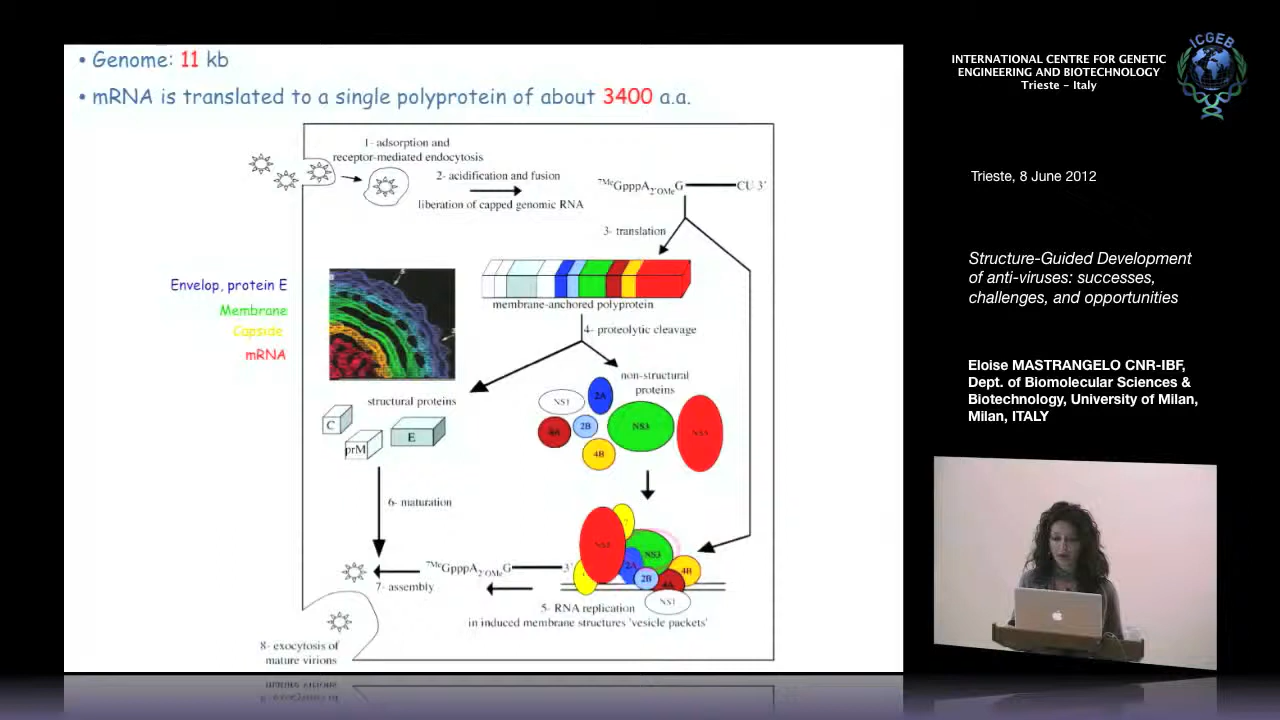 • Genome: 11 kb
• mRNA is translated to a single polyprotein of about 3400 a.a.
1- adsorption and
receptor-mediated endocytosis
2- acidification and fusion
liberation of capped genomic RNA
7MeGpppA2'OMeG
CU 3'
3- translation
membrane-anchored polyprotein
Envelop, protein E
Membrane
Capside
mRNA
4- proteolytic cleavage
non-structural
proteins
structural proteins
C
prM
E
NS1
2A
4A
2B
NS3
4B
6- maturation
7MeGpppA2'OMeG
3'
7- assembly
?
NS3
2A
2B
4A
4B
NS1
5- RNA replication
in induced membrane structures 'vesicle packets'
8- exocytosis of
mature virions
ICGEB
INTERNATIONAL CENTRE FOR GENETIC
ENGINEERING AND BIOTECHNOLOGY
Trieste - Italy
Trieste, 8 June 2012
Structure-Guided Development
of anti-viruses: successes,
challenges, and opportunities
Eloise MASTRANGELO CNR-IBF,
Dept. of Biomolecular Sciences &
Biotechnology, University of Milan,
Milan, ITALY